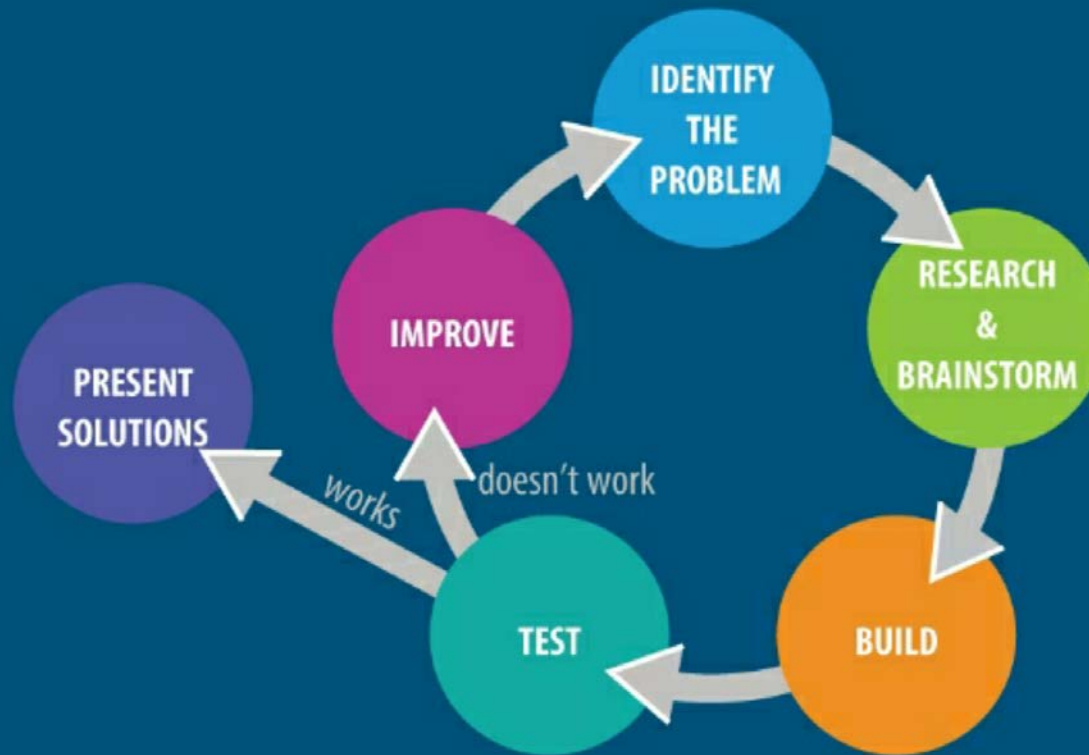 IDENTIFY
THE
PROBLEM
RESEARCH
&
BRAINSTORM
BUILD
TEST
doesn't work
IMPROVE
works
PRESENT
SOLUTIONS